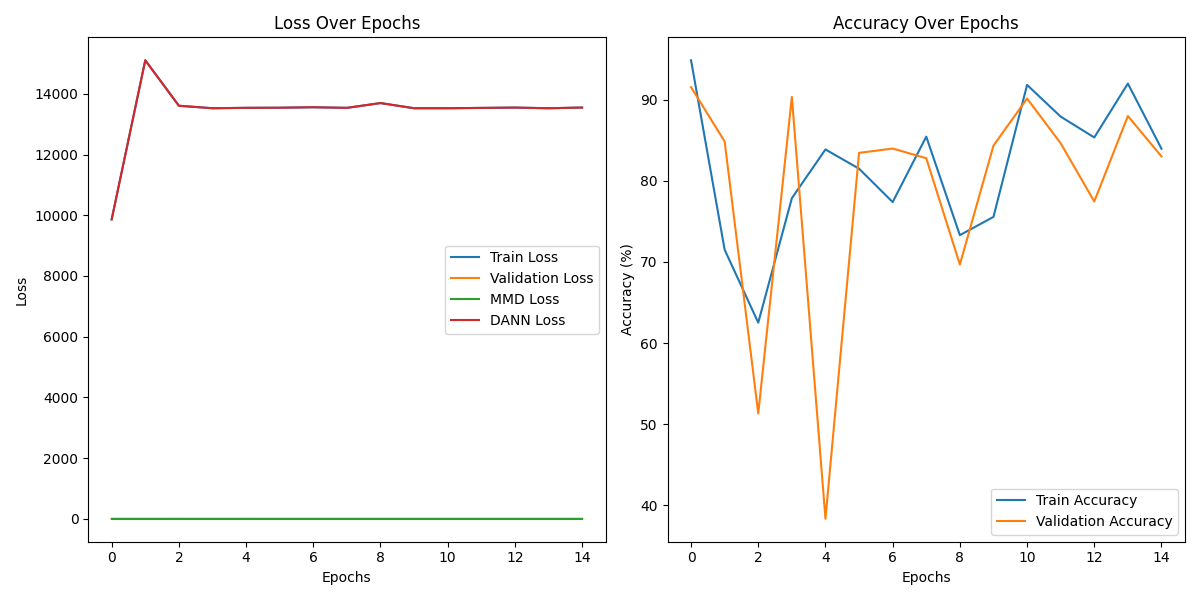 Loss Over Epochs
Loss
14000
12000
10000
8000
6000
4000
2000
0
Train Loss
Validation Loss
MMD Loss
DANN Loss
0 2 4 6 8 10 12 14
Epochs
Accuracy Over Epochs
Accuracy (%)
90
80
70
60
50
40
Train Accuracy
Validation Accuracy
0 2 4 6 8 10 12 14
Epochs